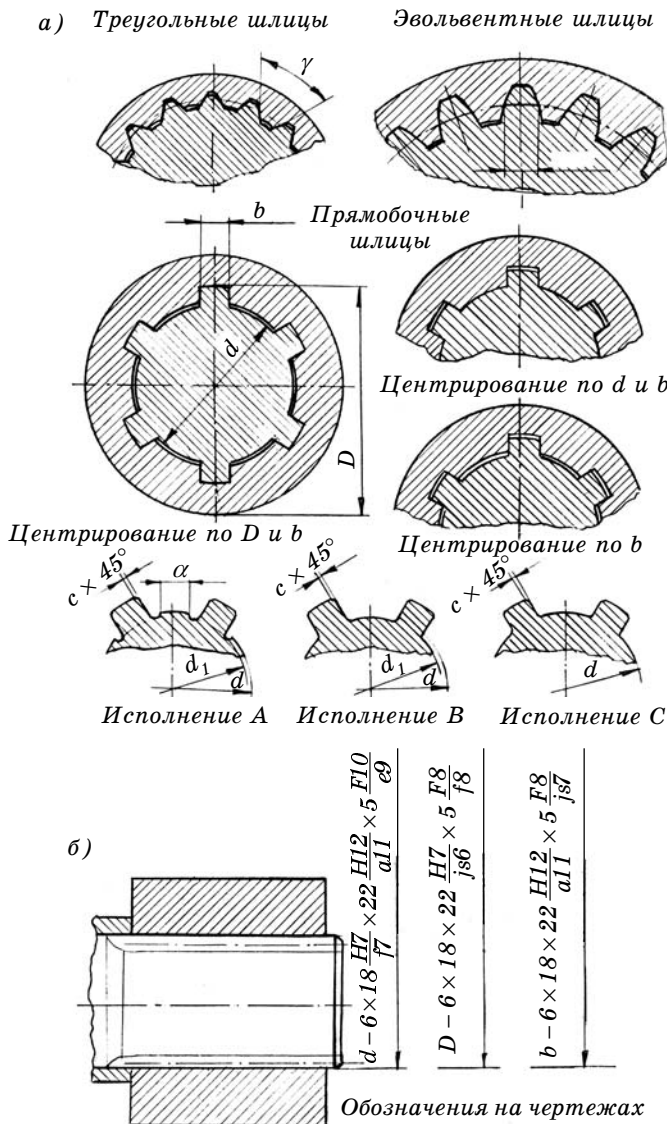 а) Треугольные шлицы
Эвольвентные шлицы
γ
b
Прямобочные
шлицы
d
D
Центрирование по d и b
Центрирование по D и b
Центрирование по b
c × 45°
α
d₁
d
c × 45°
d₁
d
c × 45°
d
Исполнение A
Исполнение B
Исполнение C
б)
d – 6 × 18 H7/f7 × 22 H12/a11 × 5 F10/e9
D – 6 × 18 × 22 H7/js6 × 5 F8/f8
b – 6 × 18 × 22 H12/a11 × 5 F8/js7
Обозначения на чертежах